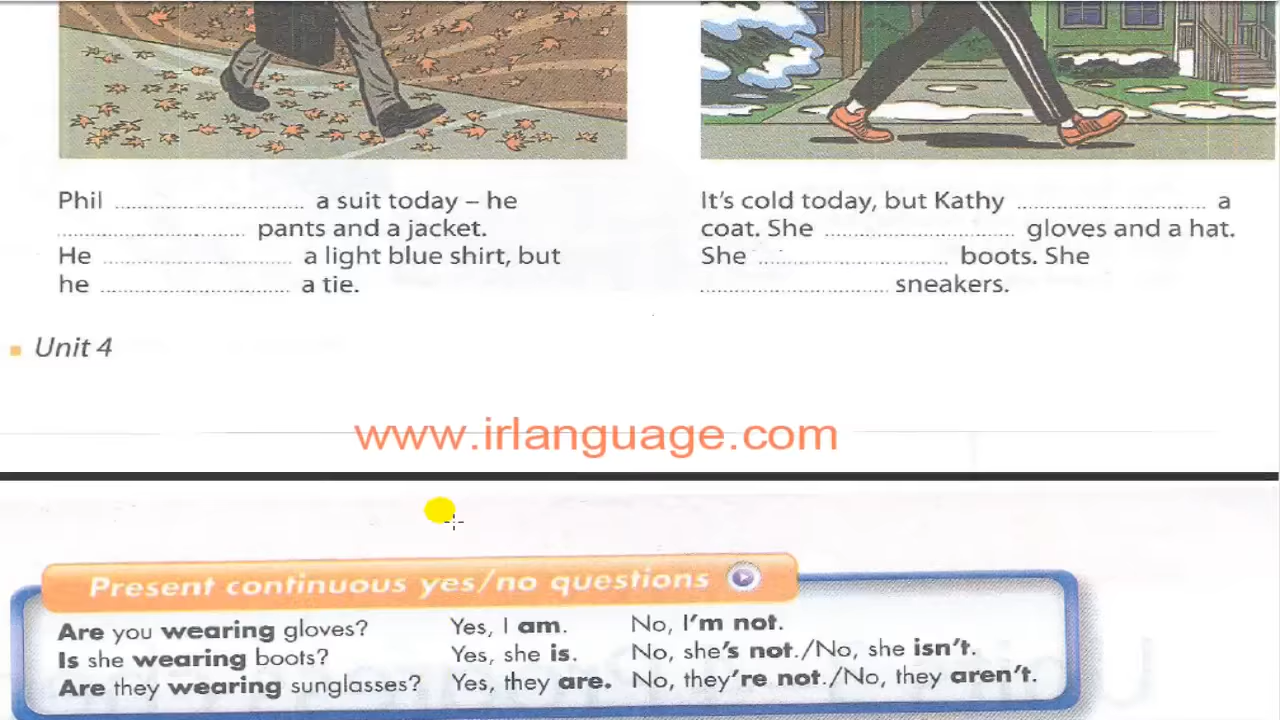 Phil .................................. a suit today – he
.................................. pants and a jacket.
He .................................. a light blue shirt, but
he .................................. a tie.
It's cold today, but Kathy .................................. a
coat. She .................................. gloves and a hat.
She .................................. boots. She
.................................. sneakers.
Unit 4
www.irlanguage.com
Present continuous yes/no questions
Are you wearing gloves? Yes, I am. No, I'm not.
Is she wearing boots? Yes, she is. No, she's not./No, she isn't.
Are they wearing sunglasses? Yes, they are. No, they're not./No, they aren't.